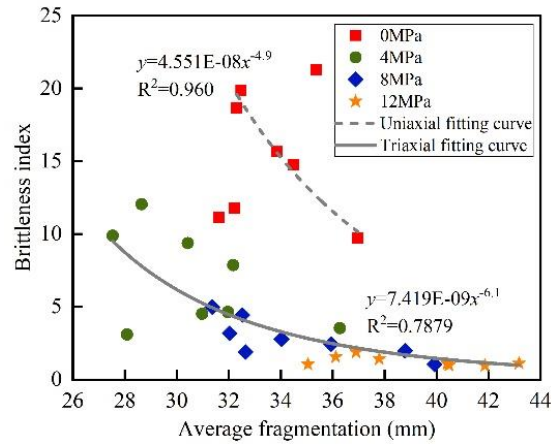 25
20
15
10
5
0
Brittleness index
y=4.551E-08x^-4.9
R²=0.960
0MPa
4MPa
8MPa
12MPa
Uniaxial fitting curve
Triaxial fitting curve
y=7.419E-09x^-6.1
R²=0.7879
26 28 30 32 34 36 38 40 42 44
Average fragmentation (mm)